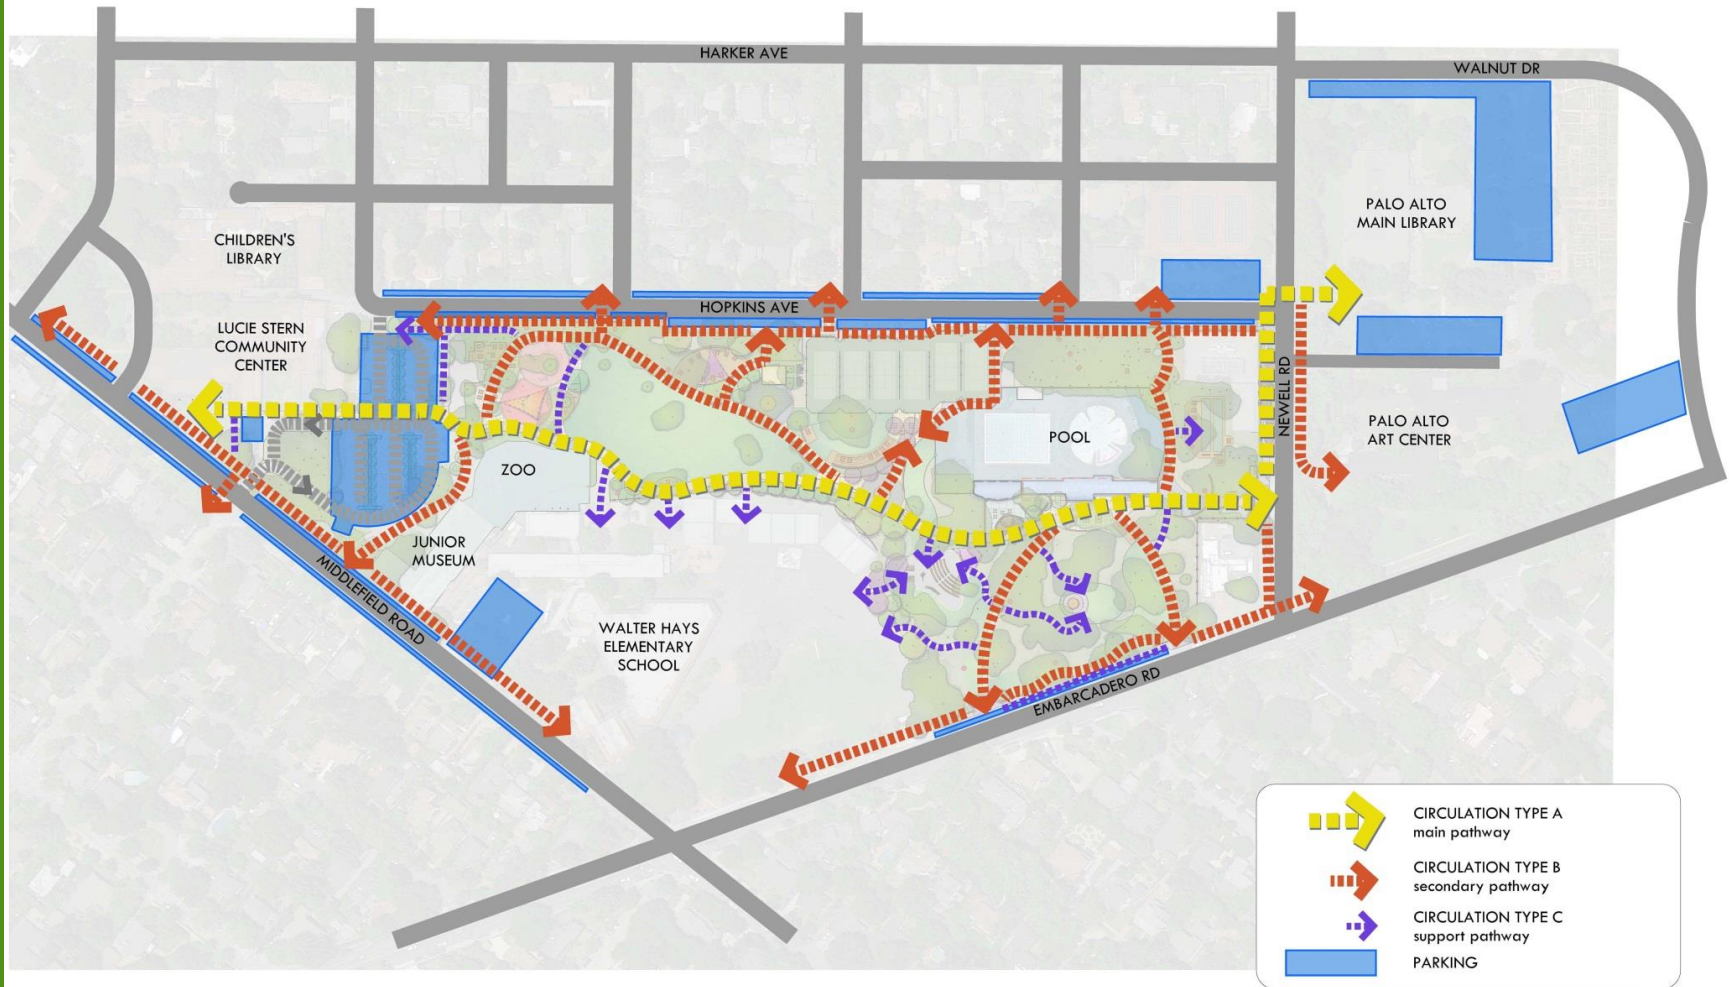 HARKER AVE
WALNUT DR
PALO ALTO
MAIN LIBRARY
CHILDREN'S
LIBRARY
HOPKINS AVE
LUCIE STERN
COMMUNITY
CENTER
NEWELL RD
PALO ALTO
ART CENTER
POOL
ZOO
JUNIOR
MUSEUM
MIDDLEFIELD ROAD
WALTER HAYS
ELEMENTARY
SCHOOL
EMBARCADERO RD
CIRCULATION TYPE A
main pathway
CIRCULATION TYPE B
secondary pathway
CIRCULATION TYPE C
support pathway
PARKING